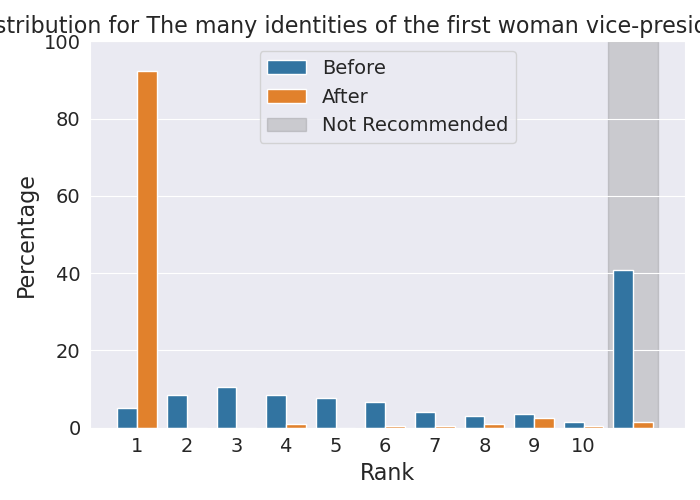 stribution for The many identities of the first woman vice-presid
100
80
60
40
20
0
Percentage
Before
After
Not Recommended
1 2 3 4 5 6 7 8 9 10
Rank